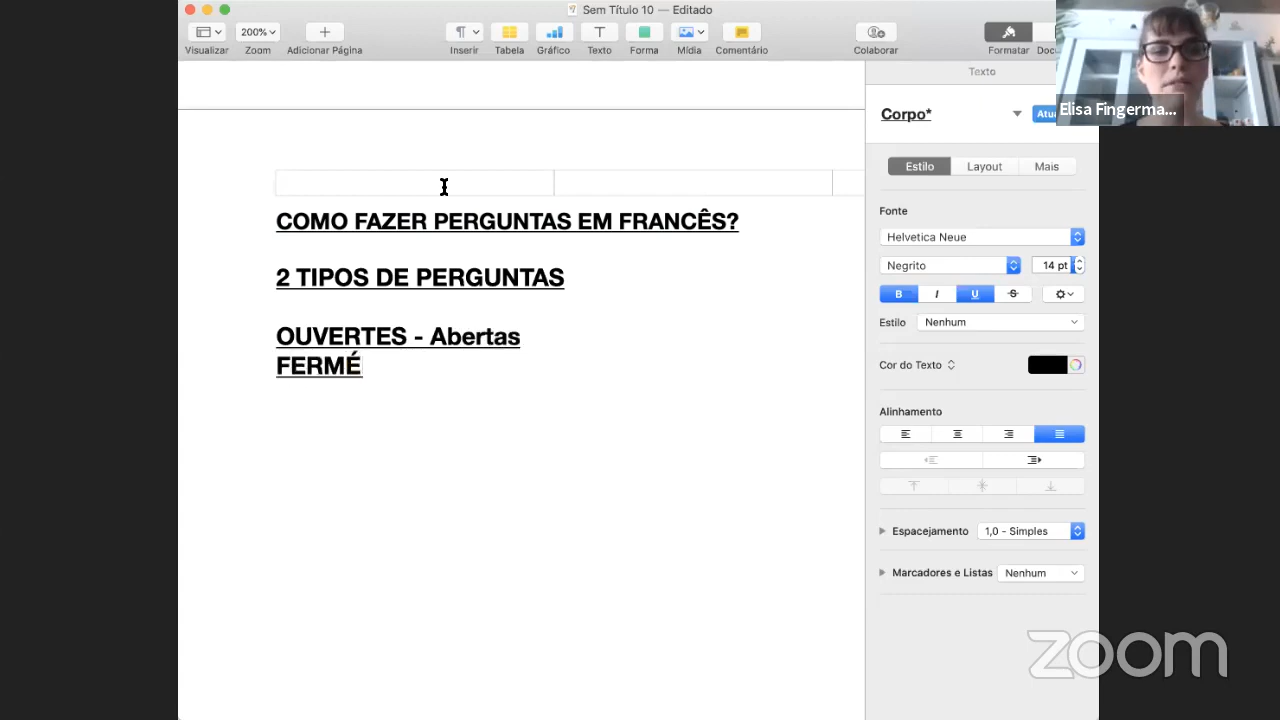 Sem Título 10 — Editado
200%
Visualizar Zoom Adicionar Página Inserir Tabela Gráfico Texto Forma Mídia Comentário Colaborar Formatar Doc
Texto
Elisa Fingerma...
Corpo* Atu
Estilo Layout Mais
COMO FAZER PERGUNTAS EM FRANCÊS?
2 TIPOS DE PERGUNTAS
OUVERTES - Abertas
FERMÉ
Fonte
Helvetica Neue
Negrito 14 pt
B I U S
Estilo Nenhum
Cor do Texto
Alinhamento
Espacejamento 1,0 - Simples
Marcadores e Listas Nenhum
zoom